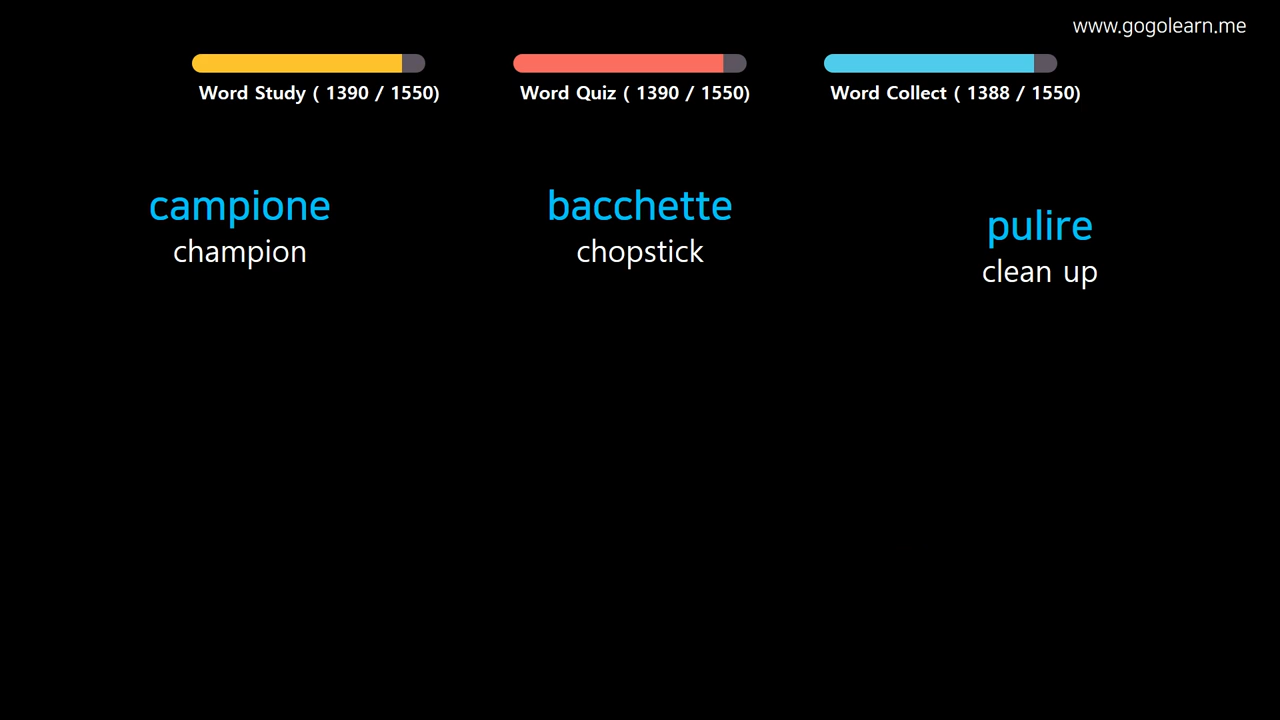 www.gogolearn.me
Word Study ( 1390 / 1550)
Word Quiz ( 1390 / 1550)
Word Collect ( 1388 / 1550)
campione
champion
bacchette
chopstick
pulire
clean up